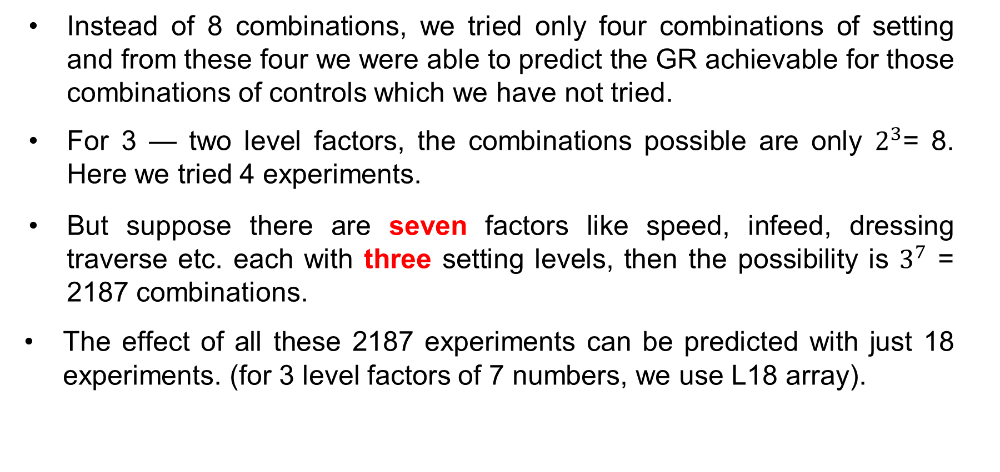 • Instead of 8 combinations, we tried only four combinations of setting
and from these four we were able to predict the GR achievable for those
combinations of controls which we have not tried.
• For 3 — two level factors, the combinations possible are only 2³= 8.
Here we tried 4 experiments.
• But suppose there are seven factors like speed, infeed, dressing
traverse etc. each with three setting levels, then the possibility is 3⁷ =
2187 combinations.
• The effect of all these 2187 experiments can be predicted with just 18
experiments. (for 3 level factors of 7 numbers, we use L18 array).